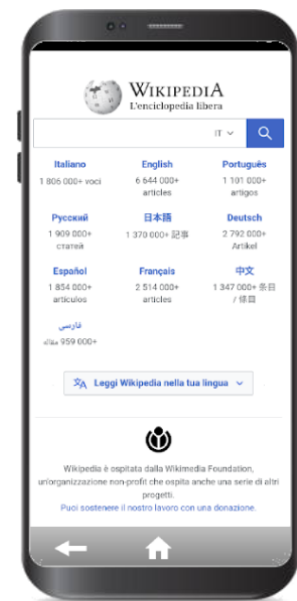 WIKIPEDIA
L'enciclopedia libera
IT
Italiano English Português
1 806 000+ voci 6 644 000+ articles 1 101 000+ artigos
Русский 日本語 Deutsch
1 909 000+ статей 1 370 000+ 記事 2 792 000+ Artikel
Español Français 中文
1 854 000+ artículos 2 514 000+ articles 1 347 000+ 条目 / 條目
فارسی
۹۵۹ 000+ مقاله
Leggi Wikipedia nella tua lingua
Wikipedia è ospitata dalla Wikimedia Foundation,
un'organizzazione non-profit che ospita anche una serie di altri
progetti.
Puoi sostenere il nostro lavoro con una donazione.